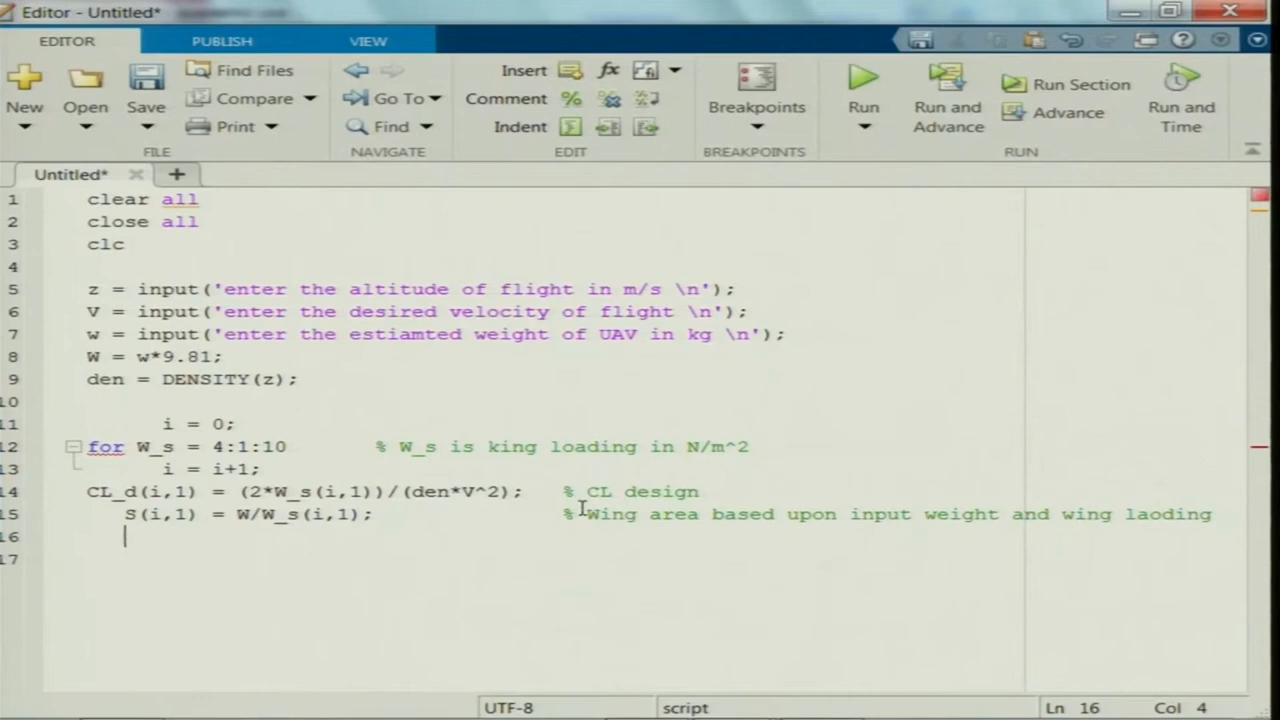 Editor - Untitled*
EDITOR PUBLISH VIEW
New Open Save Find Files Compare Print
FILE
Go To Find
NAVIGATE
Insert fx
Comment
Indent
EDIT
Breakpoints
BREAKPOINTS
Run Run and Advance Run Section Advance Run and Time
RUN
Untitled*
1 clear all
2 close all
3 clc
4
5 z = input('enter the altitude of flight in m/s \n');
6 V = input('enter the desired velocity of flight \n');
7 w = input('enter the estiamted weight of UAV in kg \n');
8 W = w*9.81;
9 den = DENSITY(z);
10
11 i = 0;
12 for W_s = 4:1:10 % W_s is king loading in N/m^2
13 i = i+1;
14 CL_d(i,1) = (2*W_s(i,1))/(den*V^2); % CL design
15 S(i,1) = W/W_s(i,1); % Wing area based upon input weight and wing laoding
16
17
UTF-8 script Ln 16 Col 4